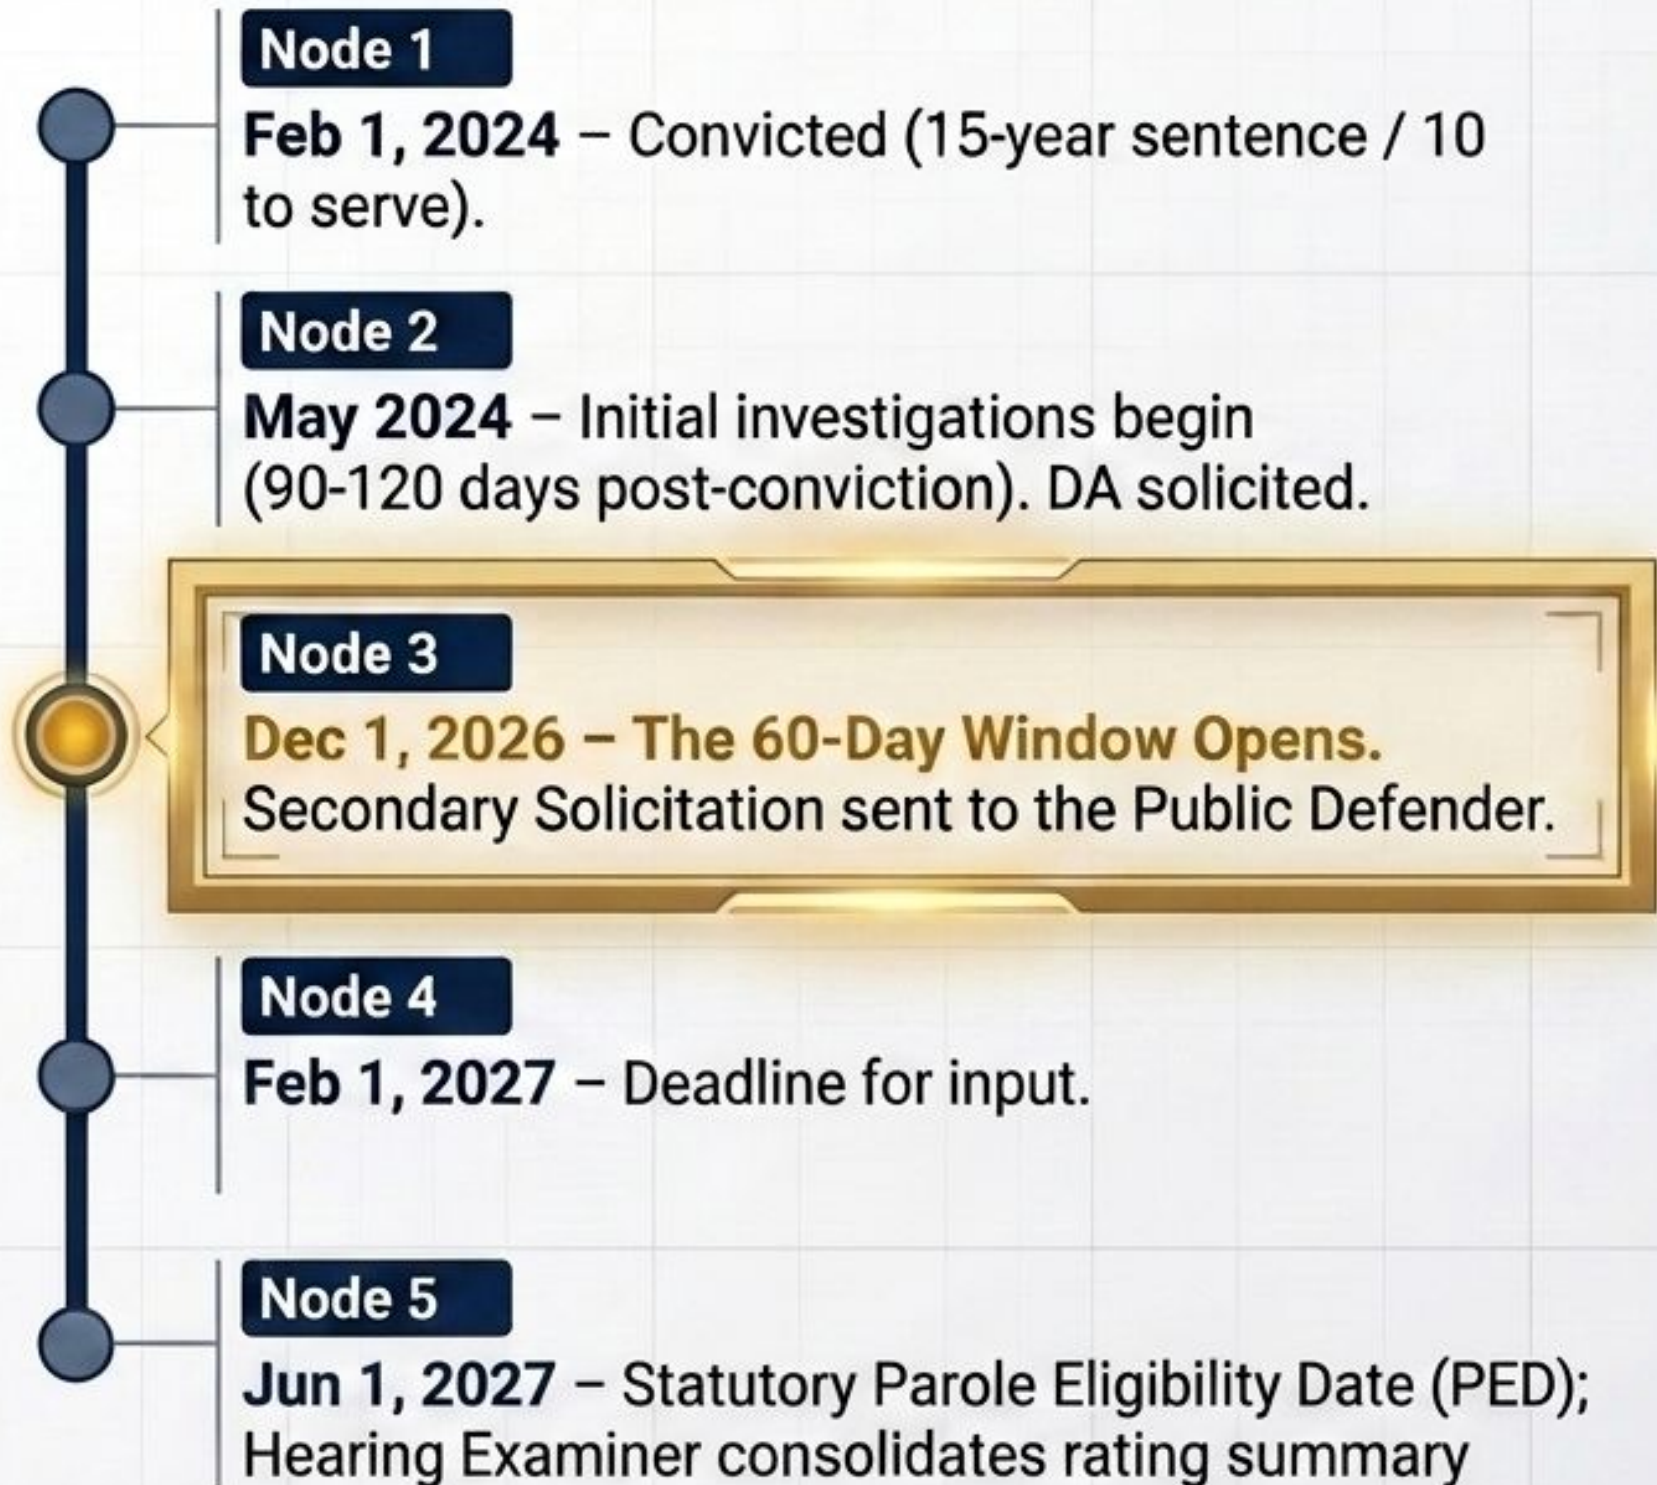 Node 1
Feb 1, 2024 – Convicted (15-year sentence / 10
to serve).
Node 2
May 2024 – Initial investigations begin
(90-120 days post-conviction). DA solicited.
Node 3
Dec 1, 2026 – The 60-Day Window Opens.
Secondary Solicitation sent to the Public Defender.
Node 4
Feb 1, 2027 – Deadline for input.
Node 5
Jun 1, 2027 – Statutory Parole Eligibility Date (PED);
Hearing Examiner consolidates rating summary